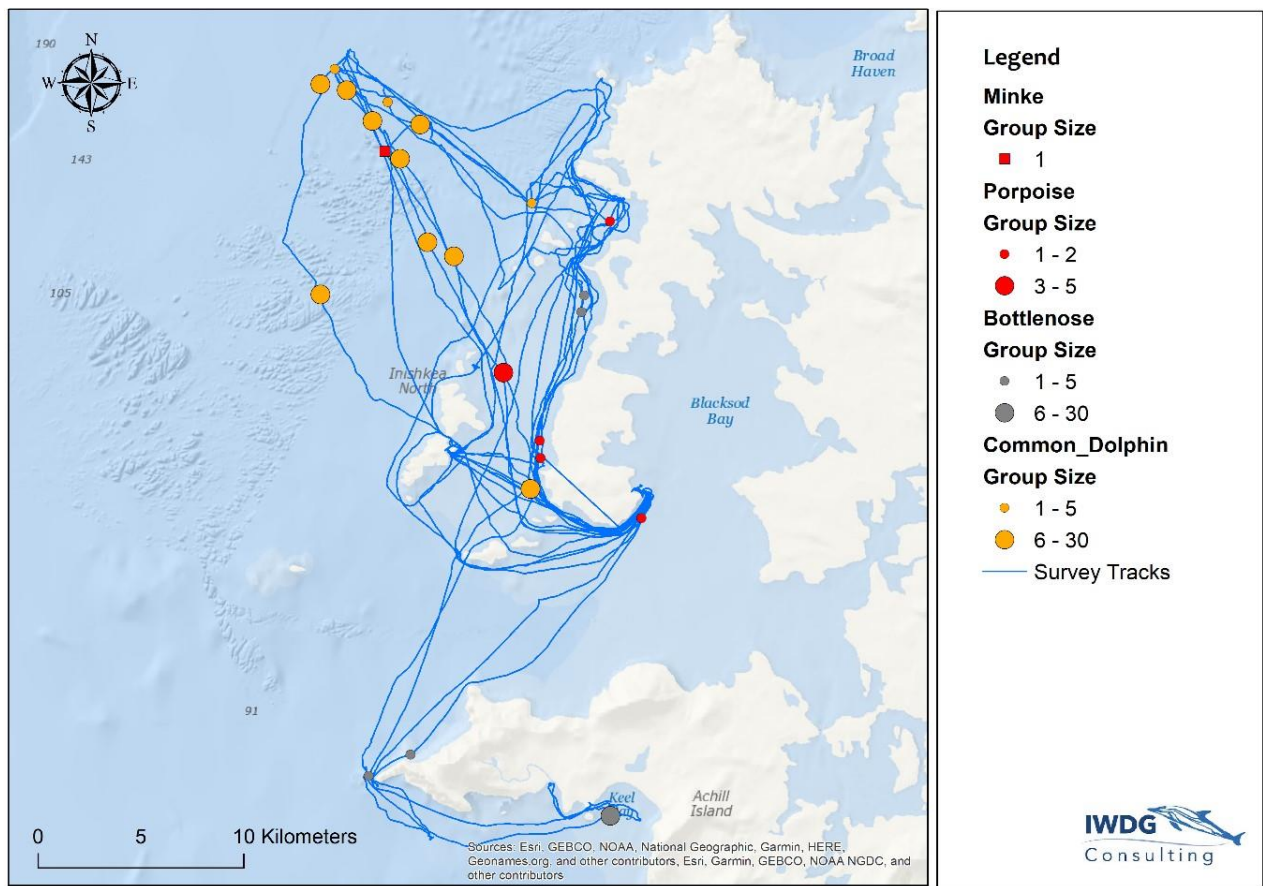 190
N
W
E
S
143
105
91
Broad
Haven
Inishkea
North
Blacksod
Bay
Keel
Achill
Island
0 5 10 Kilometers
Sources: Esri, GEBCO, NOAA, National Geographic, Garmin, HERE,
Geonames.org, and other contributors, Esri, Garmin, GEBCO, NOAA NGDC, and
other contributors
Legend
Minke
Group Size
1
Porpoise
Group Size
1 - 2
3 - 5
Bottlenose
Group Size
1 - 5
6 - 30
Common_Dolphin
Group Size
1 - 5
6 - 30
Survey Tracks
IWDG
Consulting